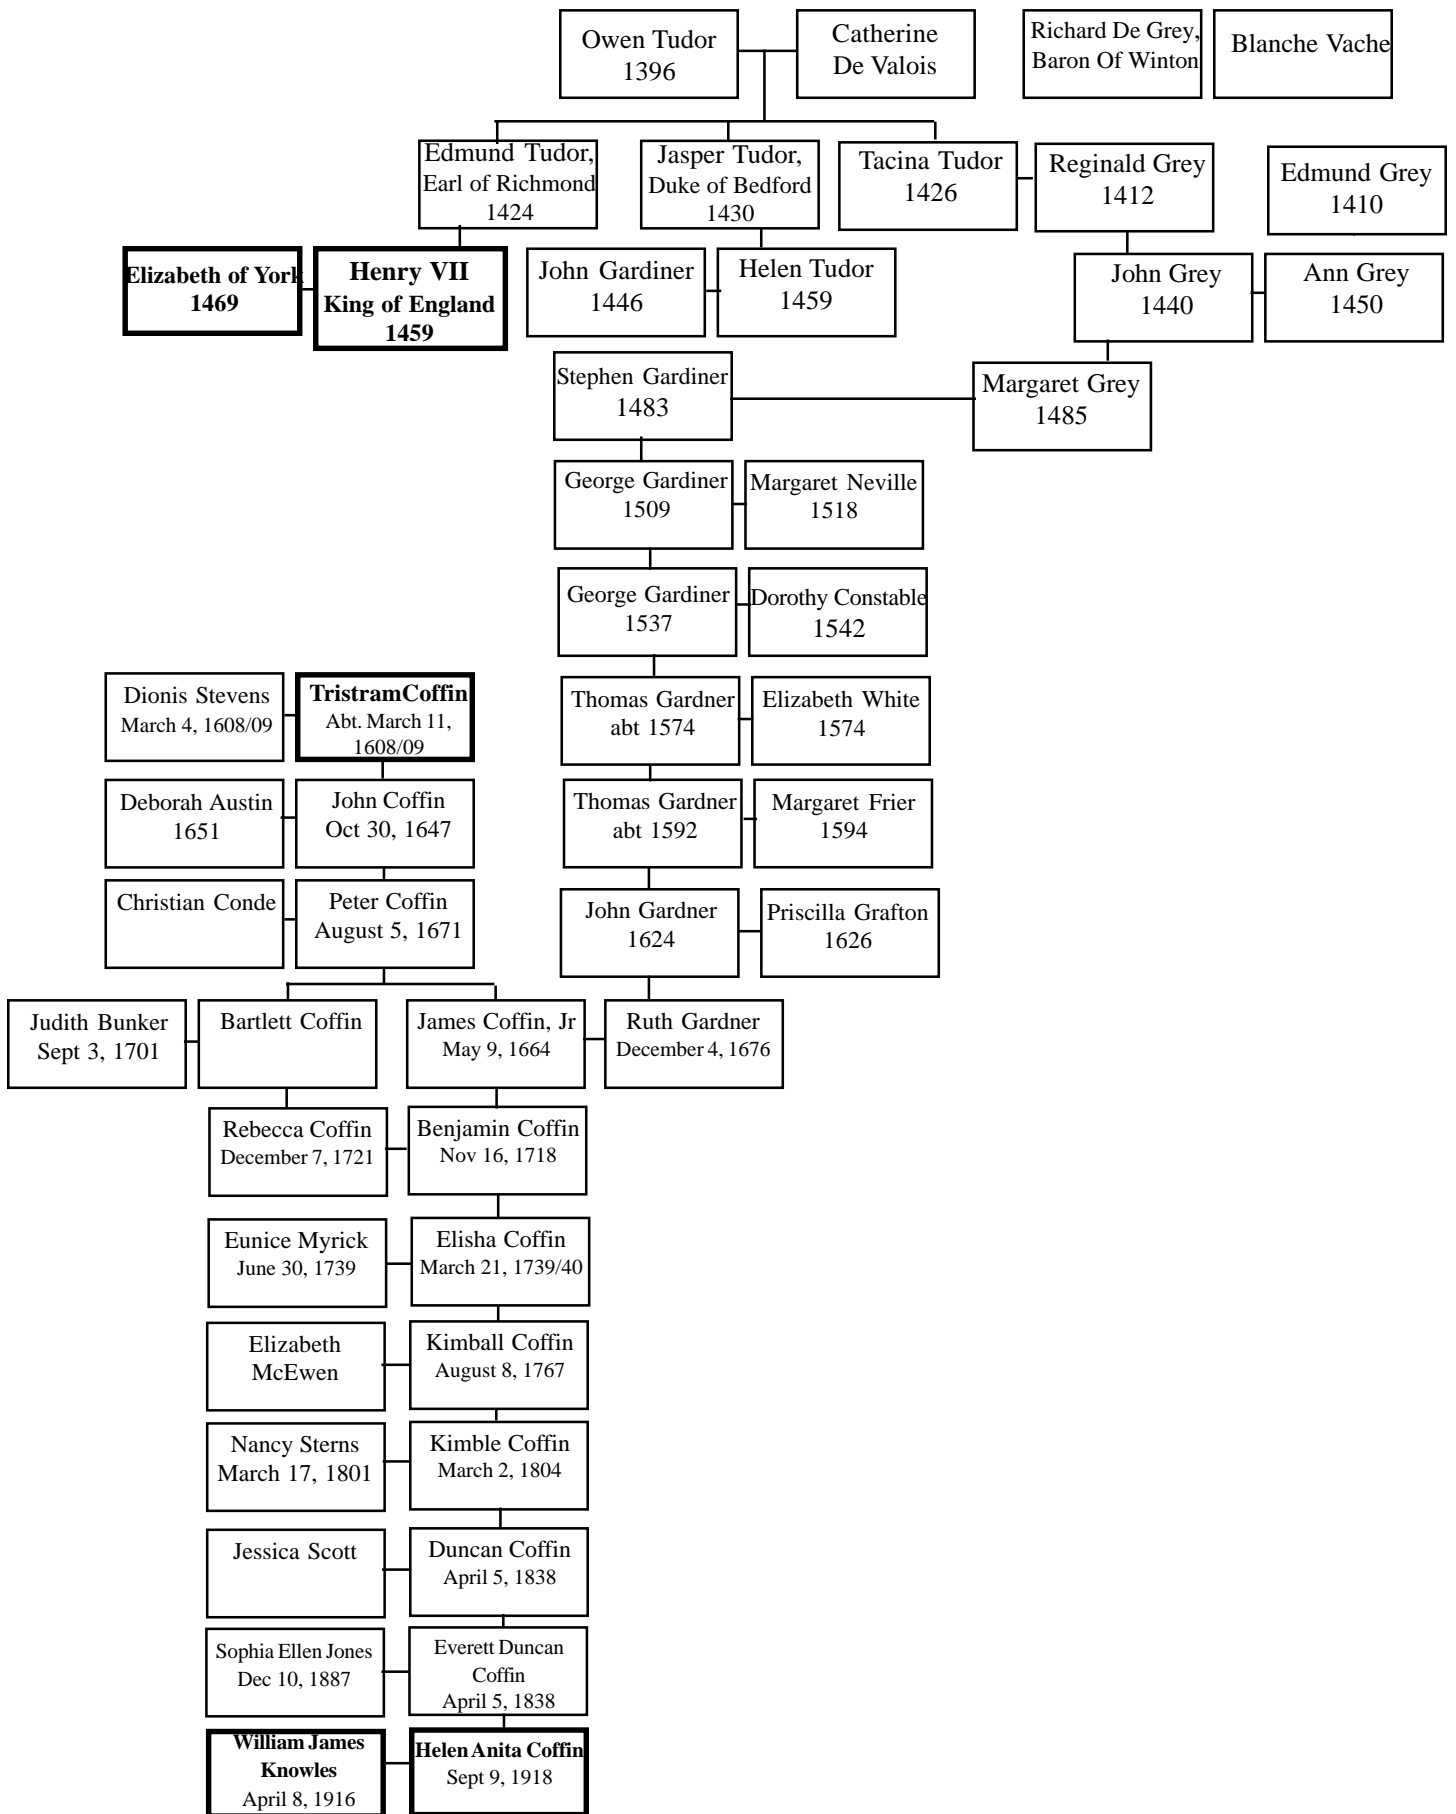 Owen Tudor
1396
Catherine
De Valois
Richard De Grey,
Baron Of Winton
Blanche Vache
Edmund Tudor,
Earl of Richmond
1424
Jasper Tudor,
Duke of Bedford
1430
Tacina Tudor
1426
Reginald Grey
1412
Edmund Grey
1410
Elizabeth of York
1469
Henry VII
King of England
1459
John Gardiner
1446
Helen Tudor
1459
John Grey
1440
Ann Grey
1450
Stephen Gardiner
1483
Margaret Grey
1485
George Gardiner
1509
Margaret Neville
1518
George Gardiner
1537
Dorothy Constable
1542
Dionis Stevens
March 4, 1608/09
TristramCoffin
Abt. March 11,
1608/09
Thomas Gardner
abt 1574
Elizabeth White
1574
Deborah Austin
1651
John Coffin
Oct 30, 1647
Thomas Gardner
abt 1592
Margaret Frier
1594
Christian Conde
Peter Coffin
August 5, 1671
John Gardner
1624
Priscilla Grafton
1626
Judith Bunker
Sept 3, 1701
Bartlett Coffin
James Coffin, Jr
May 9, 1664
Ruth Gardner
December 4, 1676
Rebecca Coffin
December 7, 1721
Benjamin Coffin
Nov 16, 1718
Eunice Myrick
June 30, 1739
Elisha Coffin
March 21, 1739/40
Elizabeth
McEwen
Kimball Coffin
August 8, 1767
Nancy Sterns
March 17, 1801
Kimble Coffin
March 2, 1804
Jessica Scott
Duncan Coffin
April 5, 1838
Sophia Ellen Jones
Dec 10, 1887
Everett Duncan
Coffin
April 5, 1838
William James
Knowles
April 8, 1916
Helen Anita Coffin
Sept 9, 1918